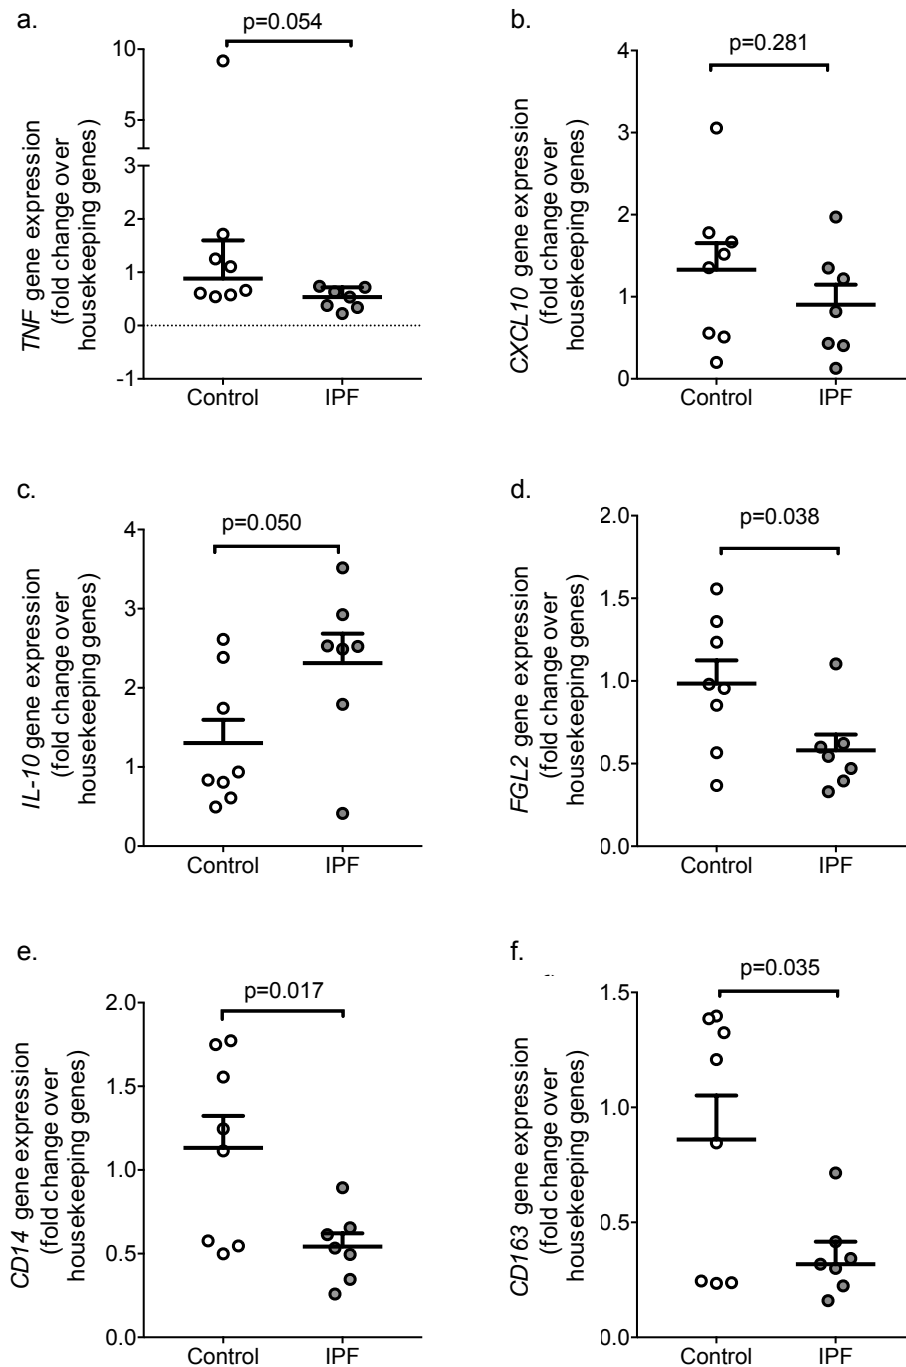 a.
p=0.054
TNF gene expression
(fold change over
housekeeping genes)
10
5
3
2
1
0
-1
Control
IPF
b.
p=0.281
CXCL10 gene expression
(fold change over
housekeeping genes)
4
3
2
1
0
Control
IPF
c.
p=0.050
IL-10 gene expression
(fold change over
housekeeping genes)
4
3
2
1
0
Control
IPF
d.
p=0.038
FGL2 gene expression
(fold change over
housekeeping genes)
2.0
1.5
1.0
0.5
0.0
Control
IPF
e.
p=0.017
CD14 gene expression
(fold change over
housekeeping genes)
2.0
1.5
1.0
0.5
0.0
Control
IPF
f.
p=0.035
CD163 gene expression
(fold change over
housekeeping genes)
1.5
1.0
0.5
0.0
Control
IPF